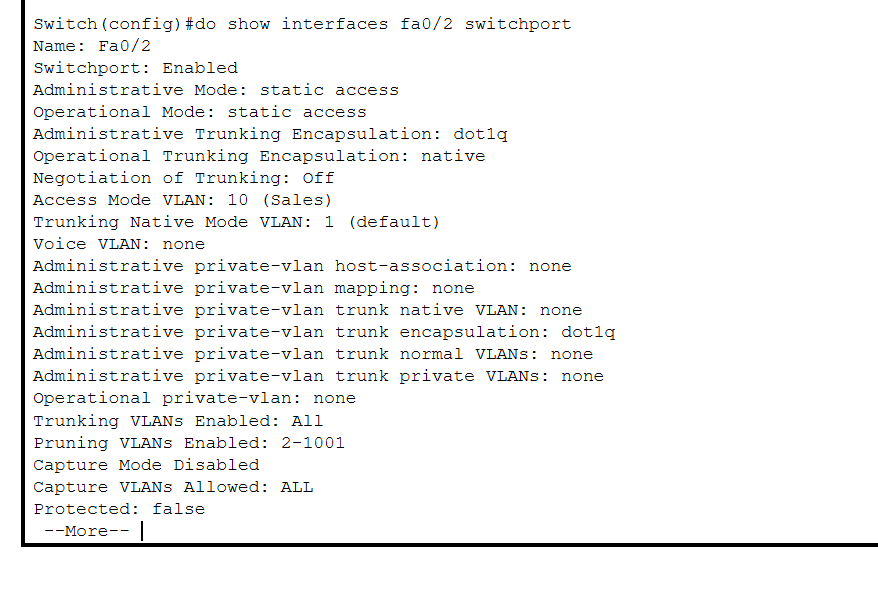 Switch(config)#do show interfaces fa0/2 switchport
Name: Fa0/2
Switchport: Enabled
Administrative Mode: static access
Operational Mode: static access
Administrative Trunking Encapsulation: dot1q
Operational Trunking Encapsulation: native
Negotiation of Trunking: Off
Access Mode VLAN: 10 (Sales)
Trunking Native Mode VLAN: 1 (default)
Voice VLAN: none
Administrative private-vlan host-association: none
Administrative private-vlan mapping: none
Administrative private-vlan trunk native VLAN: none
Administrative private-vlan trunk encapsulation: dot1q
Administrative private-vlan trunk normal VLANs: none
Administrative private-vlan trunk private VLANs: none
Operational private-vlan: none
Trunking VLANs Enabled: All
Pruning VLANs Enabled: 2-1001
Capture Mode Disabled
Capture VLANs Allowed: ALL
Protected: false
--More--